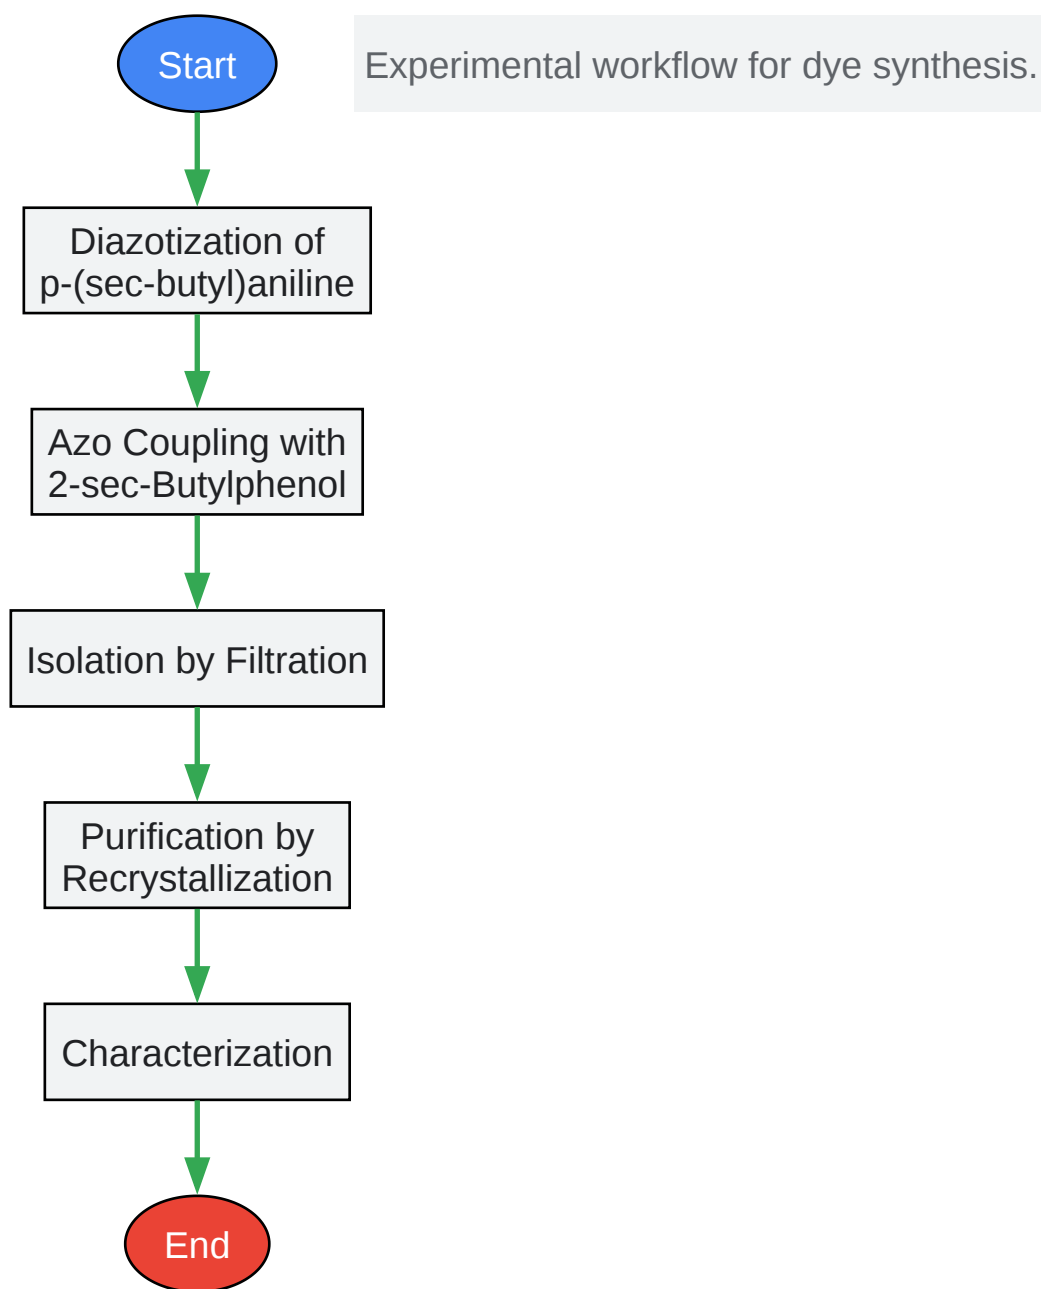 Start
Experimental workflow for dye synthesis.
Diazotization of
p-(sec-butyl)aniline
Azo Coupling with
2-sec-Butylphenol
Isolation by Filtration
Purification by
Recrystallization
Characterization
End